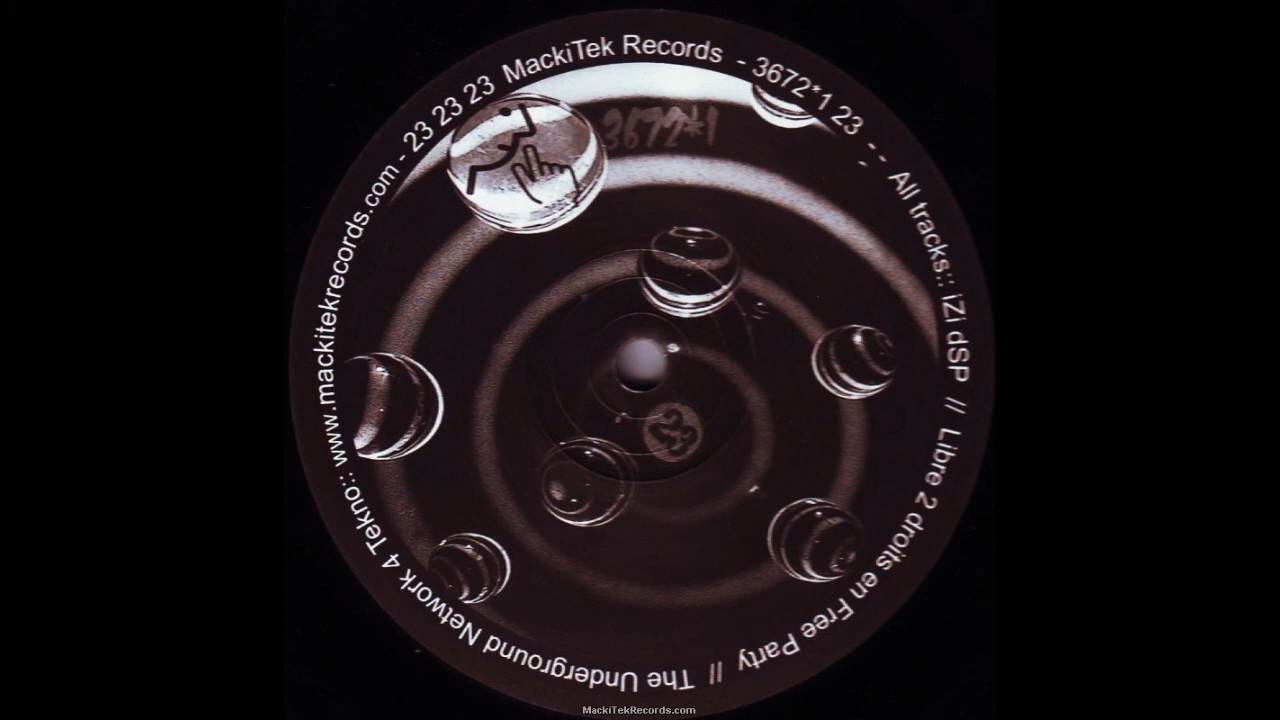 MackiTek Records - 3672*1 23 - - All tracks:: iZi dSP // Libre 2 droits en Free Party // The Underground Network 4 Tekno:: www.mackitekrecords.com - 23 23 23
3672*1
23
MackiTekRecords.com